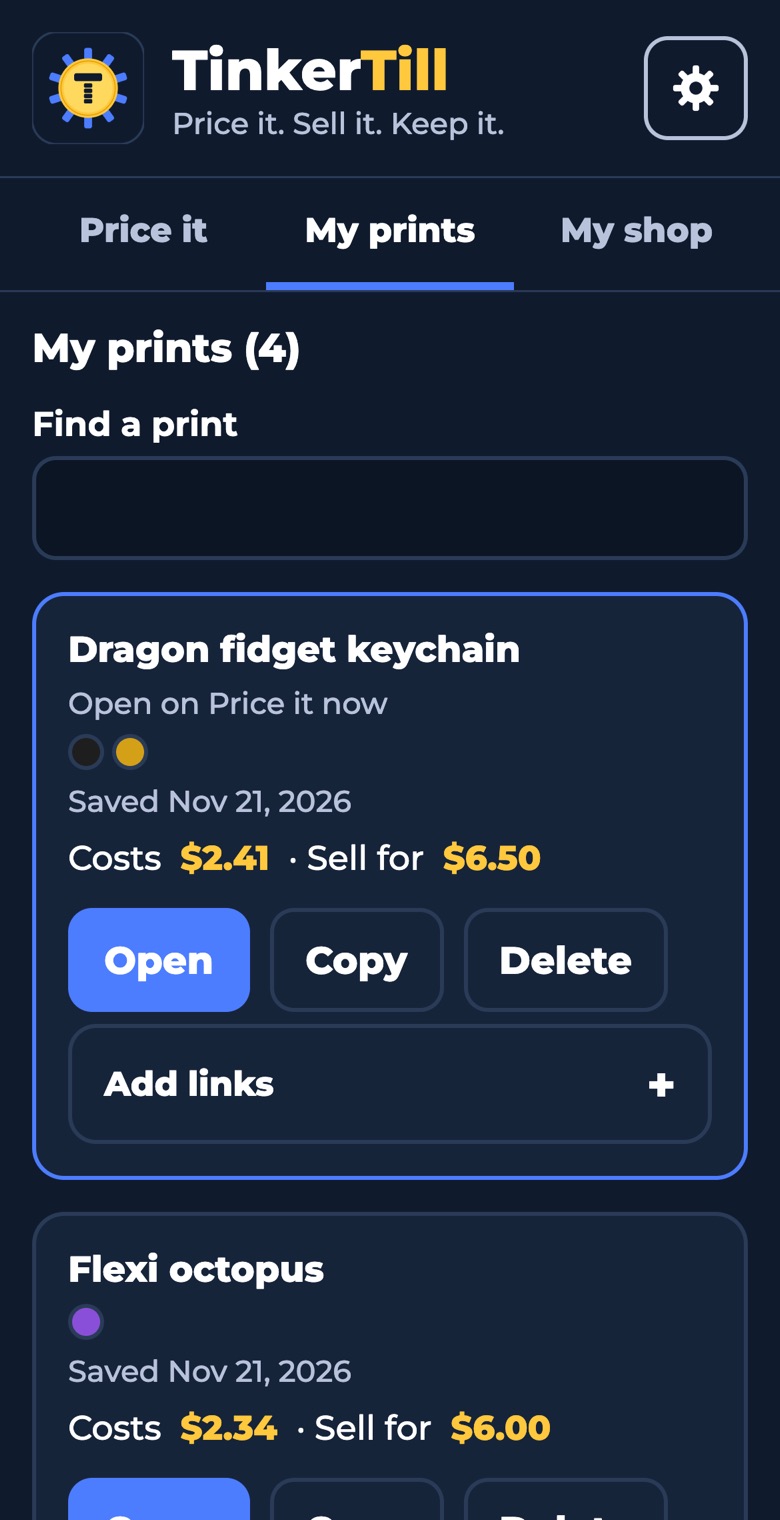 T
TinkerTill
Price it. Sell it. Keep it.
Price it My prints My shop
My prints (4)
Find a print
Dragon fidget keychain
Open on Price it now
Saved Nov 21, 2026
Costs $2.41 · Sell for $6.50
Open Copy Delete
Add links +
Flexi octopus
Saved Nov 21, 2026
Costs $2.34 · Sell for $6.00